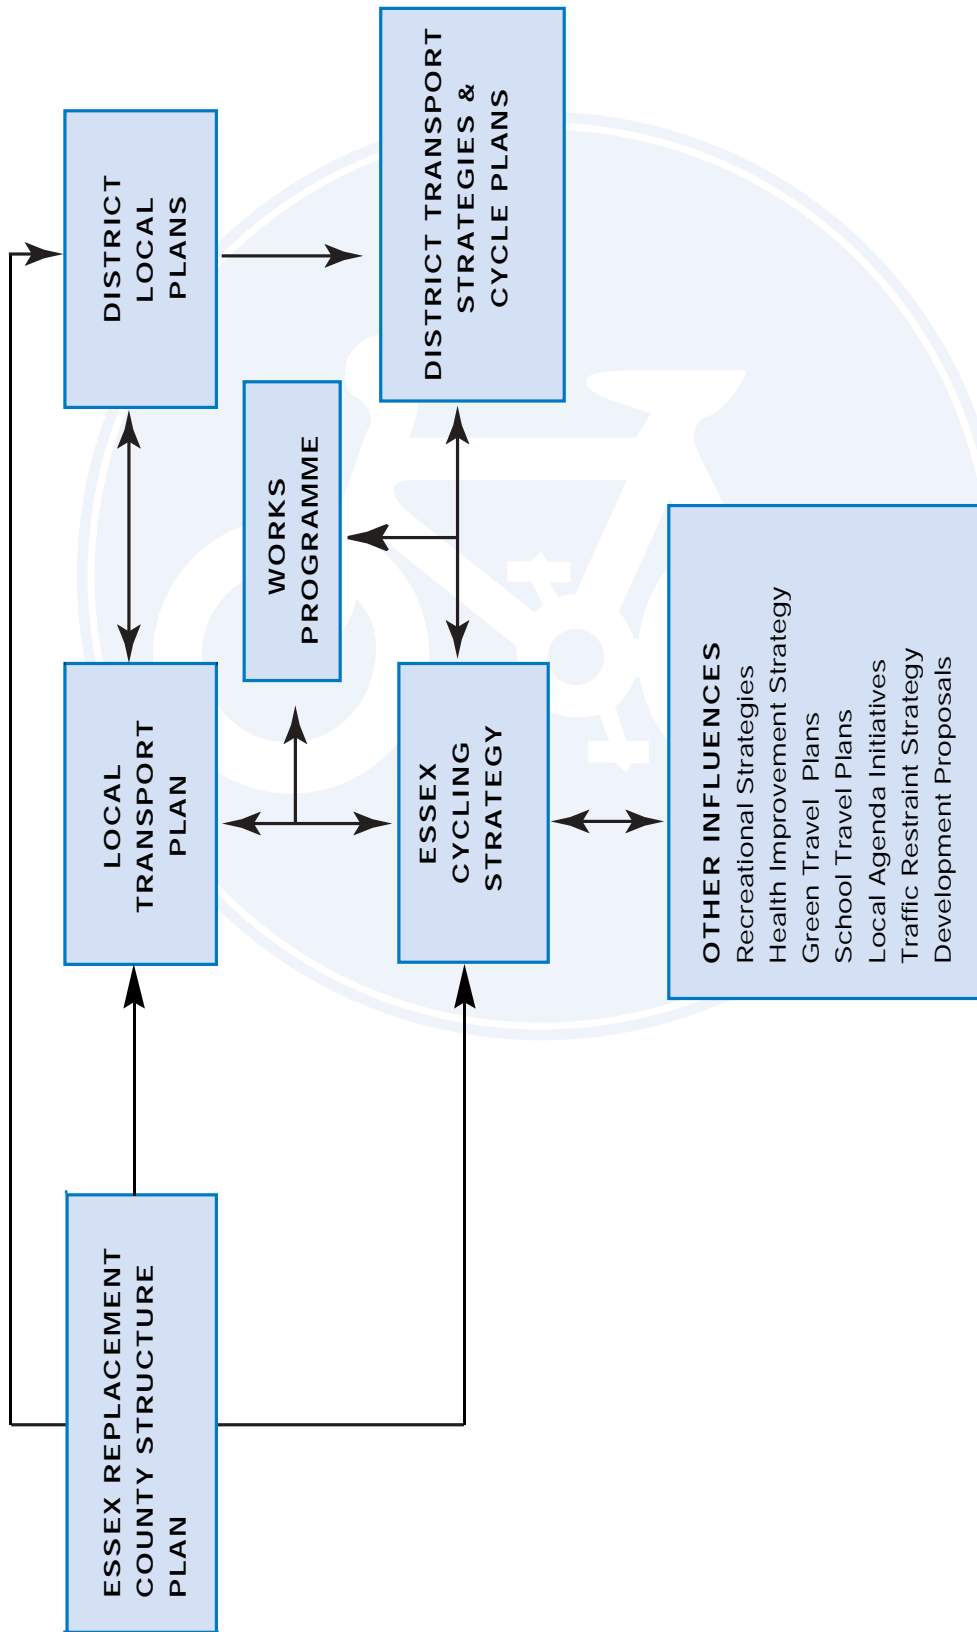 ESSEX REPLACEMENT
COUNTY STRUCTURE
PLAN
LOCAL
TRANSPORT
PLAN
DISTRICT
LOCAL
PLANS
WORKS
PROGRAMME
ESSEX
CYCLING
STRATEGY
DISTRICT TRANSPORT
STRATEGIES &
CYCLE PLANS
OTHER INFLUENCES
Recreational Strategies
Health Improvement Strategy
Green Travel Plans
School Travel Plans
Local Agenda Initiatives
Traffic Restraint Strategy
Development Proposals